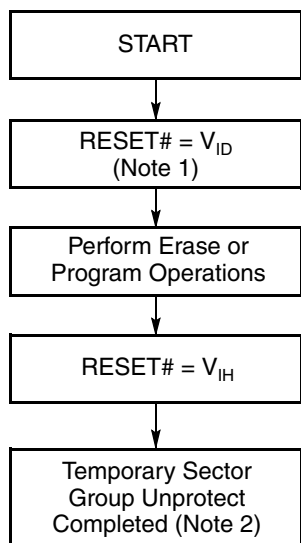 START
RESET# = VID
(Note 1)
Perform Erase or
Program Operations
RESET# = VIH
Temporary Sector
Group Unprotect
Completed (Note 2)